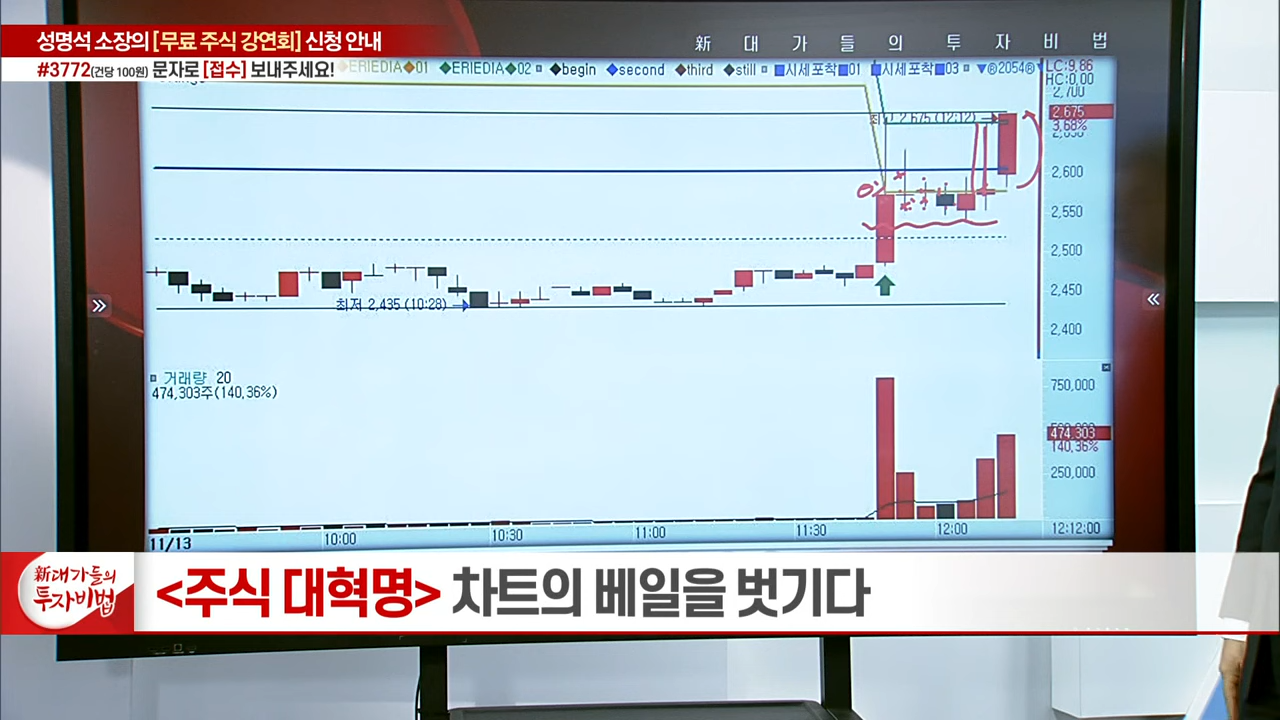 성명석 소장의 [무료 주식 강연회] 신청 안내
#3772(건당 100원) 문자로 [접수] 보내주세요!
新 대 가 들 의 투 자 비 법
ERIEDIA◆01 ◆ERIEDIA◆02 ◆begin ◆second ◆third ◆still ■시세포착■01 ■시세포착■03 ▼®2054®▼
LC:9,86
HC:0,00
2,700
2,675 (12:12)
2,675
3,68%
2,600
2,550
2,500
2,450
2,400
최저 2,435 (10:28)
거래량 20
474,303주(140,36%)
750,000
474,303
140,36%
250,000
11/13 10:00 10:30 11:00 11:30 12:00 12:12:00
新대가들의
투자비법
<주식 대혁명> 차트의 베일을 벗기다